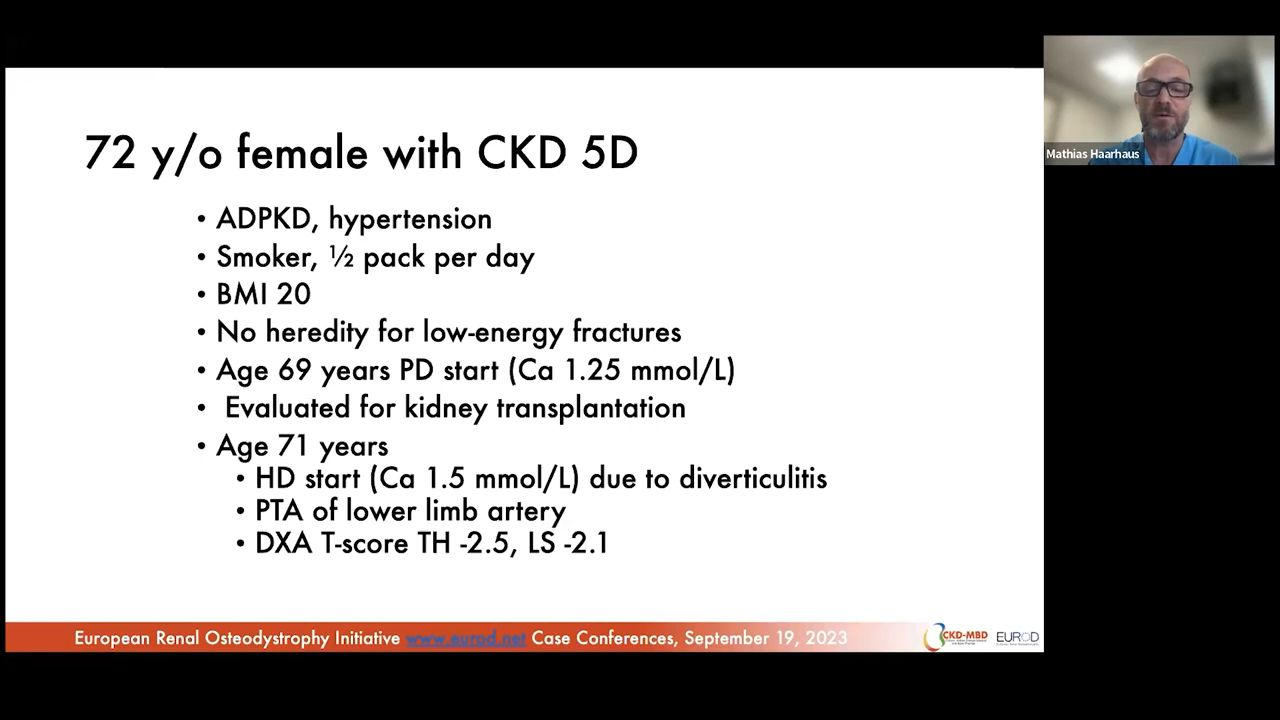 72 y/o female with CKD 5D
• ADPKD, hypertension
• Smoker, ½ pack per day
• BMI 20
• No heredity for low-energy fractures
• Age 69 years PD start (Ca 1.25 mmol/L)
• Evaluated for kidney transplantation
• Age 71 years
• HD start (Ca 1.5 mmol/L) due to diverticulitis
• PTA of lower limb artery
• DXA T-score TH -2.5, LS -2.1
European Renal Osteodystrophy Initiative www.eurod.net Case Conferences, September 19, 2023
CKD-MBD
EUROD
Mathias Haarhaus